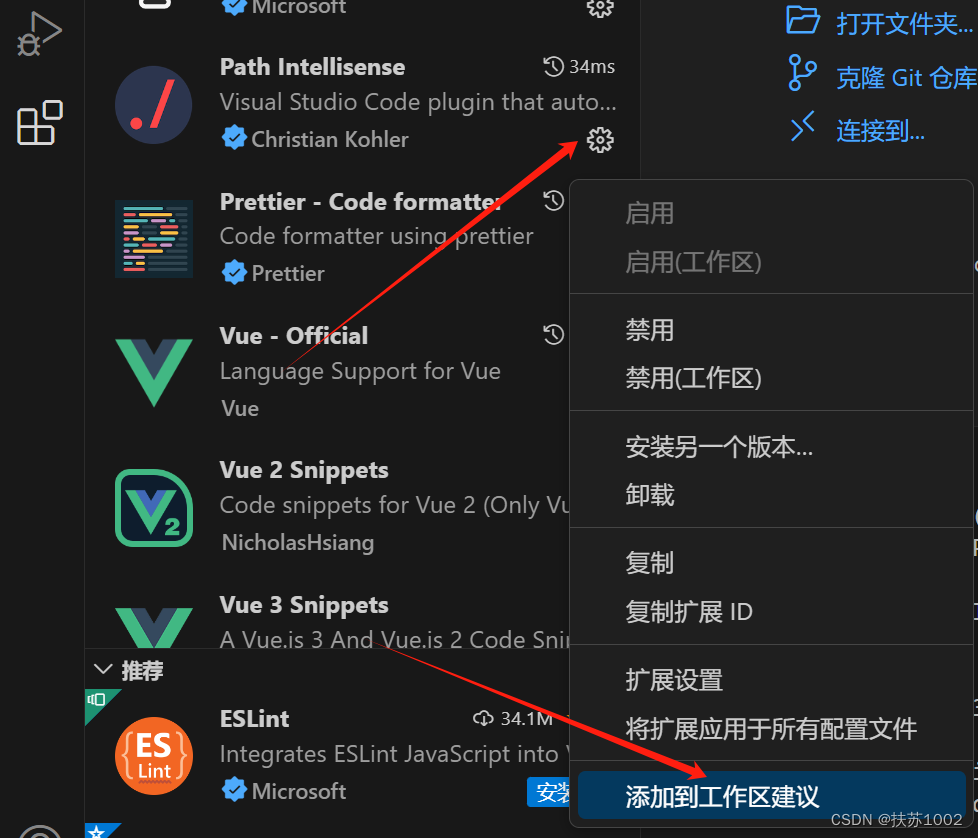 Microsoft
Path Intellisense
34ms
Visual Studio Code plugin that auto...
Christian Kohler
Prettier - Code formatter
Code formatter using prettier
Prettier
Vue - Official
Language Support for Vue
Vue
Vue 2 Snippets
Code snippets for Vue 2 (Only Vu
NicholasHsiang
Vue 3 Snippets
A Vue.js 3 And Vue.js 2 Code Snip
推荐
ES
Lint
ESLint
34.1M
Integrates ESLint JavaScript into V
Microsoft
安装
打开文件夹...
克隆 Git 仓库
连接到...
启用
启用(工作区)
禁用
禁用(工作区)
安装另一个版本...
卸载
复制
复制扩展 ID
扩展设置
将扩展应用于所有配置文件
添加到工作区建议
CSDN @扶苏1002